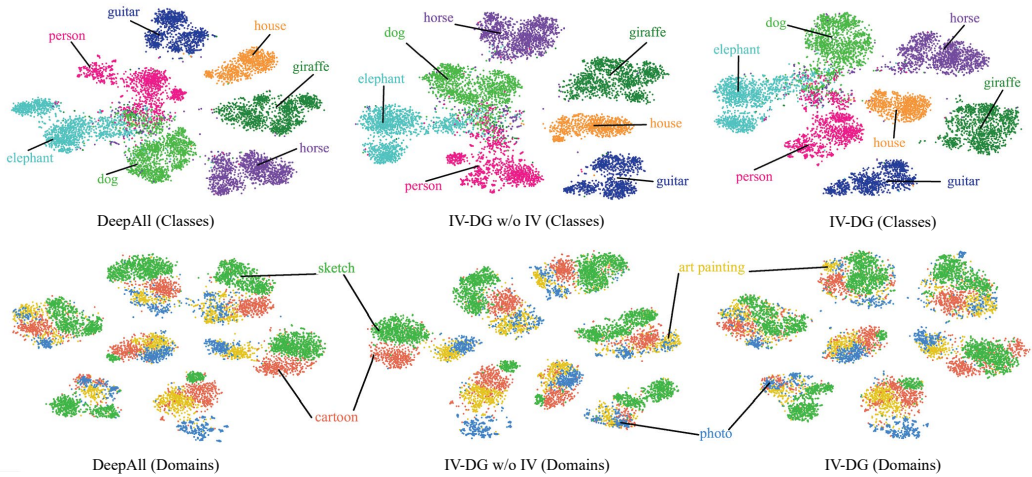 guitar
house
person
giraffe
elephant
dog
horse
DeepAll (Classes)
horse
dog
giraffe
elephant
house
person
guitar
IV-DG w/o IV (Classes)
dog
horse
elephant
giraffe
house
person
guitar
IV-DG (Classes)
sketch
art painting
cartoon
photo
DeepAll (Domains)
IV-DG w/o IV (Domains)
IV-DG (Domains)